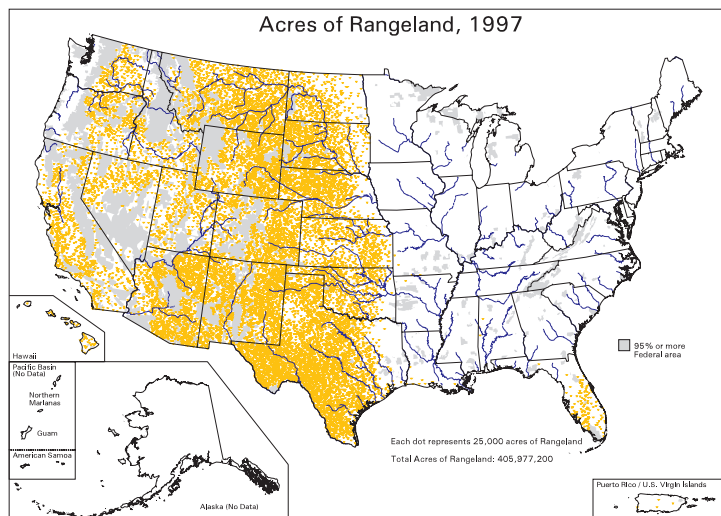 Acres of Rangeland, 1997
95% or more
Federal area
Hawaii
Pacific Basin
(No Data)
Northern
Marianas
Guam
American Samoa
Alaska (No Data)
Each dot represents 25,000 acres of Rangeland
Total Acres of Rangeland: 405,977,200
Puerto Rico / U.S. Virgin Islands